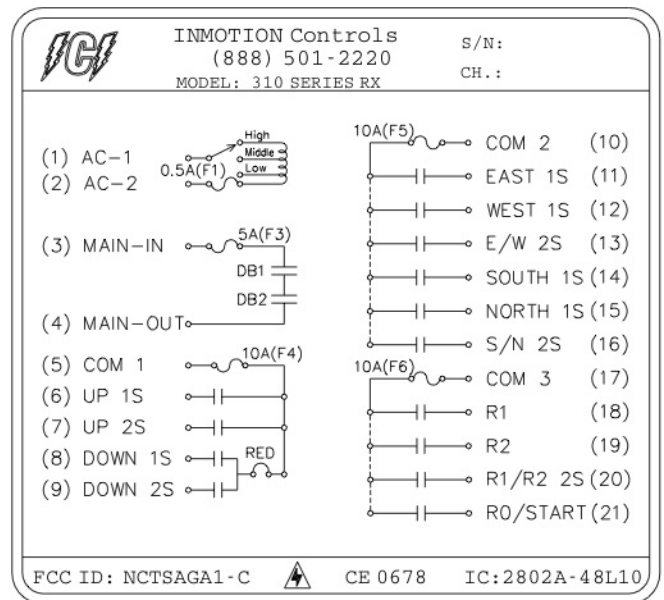 ICI
INMOTION Controls
(888) 501-2220
MODEL: 310 SERIES RX
S/N:
CH.:
(1) AC-1
(2) AC-2
0.5A(F1)
High
Middle
Low
(3) MAIN-IN
5A(F3)
DB1
DB2
(4) MAIN-OUT
(5) COM 1
10A(F4)
(6) UP 1S
(7) UP 2S
(8) DOWN 1S
RED
(9) DOWN 2S
10A(F5)
COM 2 (10)
EAST 1S (11)
WEST 1S (12)
E/W 2S (13)
SOUTH 1S (14)
NORTH 1S (15)
S/N 2S (16)
10A(F6)
COM 3 (17)
R1 (18)
R2 (19)
R1/R2 2S (20)
R0/START (21)
FCC ID: NCTSAGA1-C
CE 0678
IC:2802A-48L10